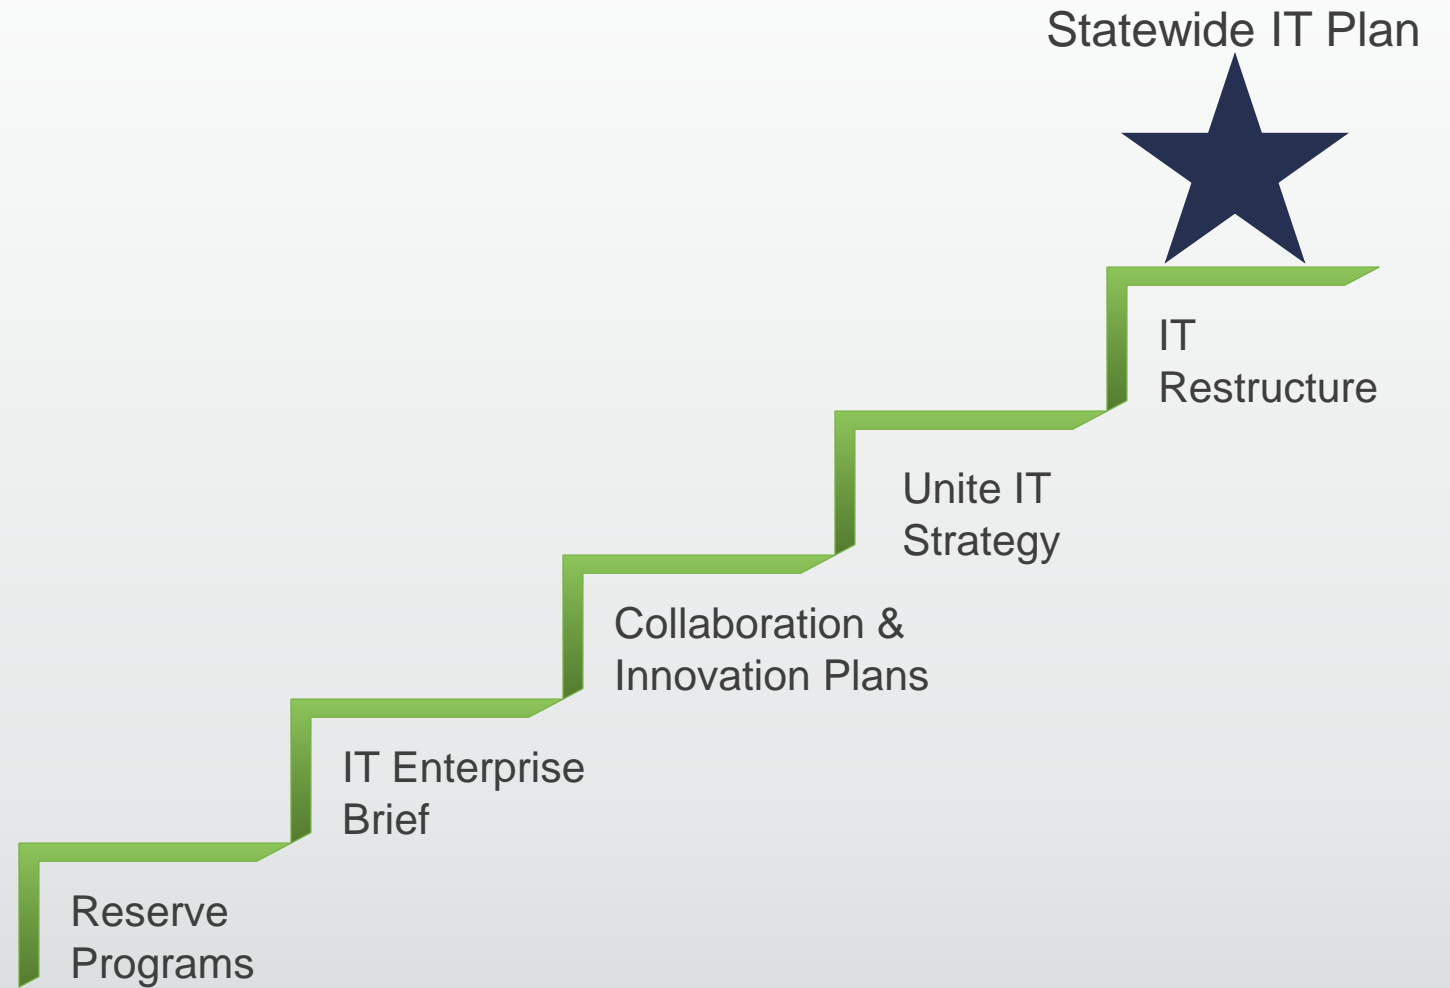 Statewide IT Plan
IT
Restructure
Unite IT
Strategy
Collaboration &
Innovation Plans
IT Enterprise
Brief
Reserve
Programs